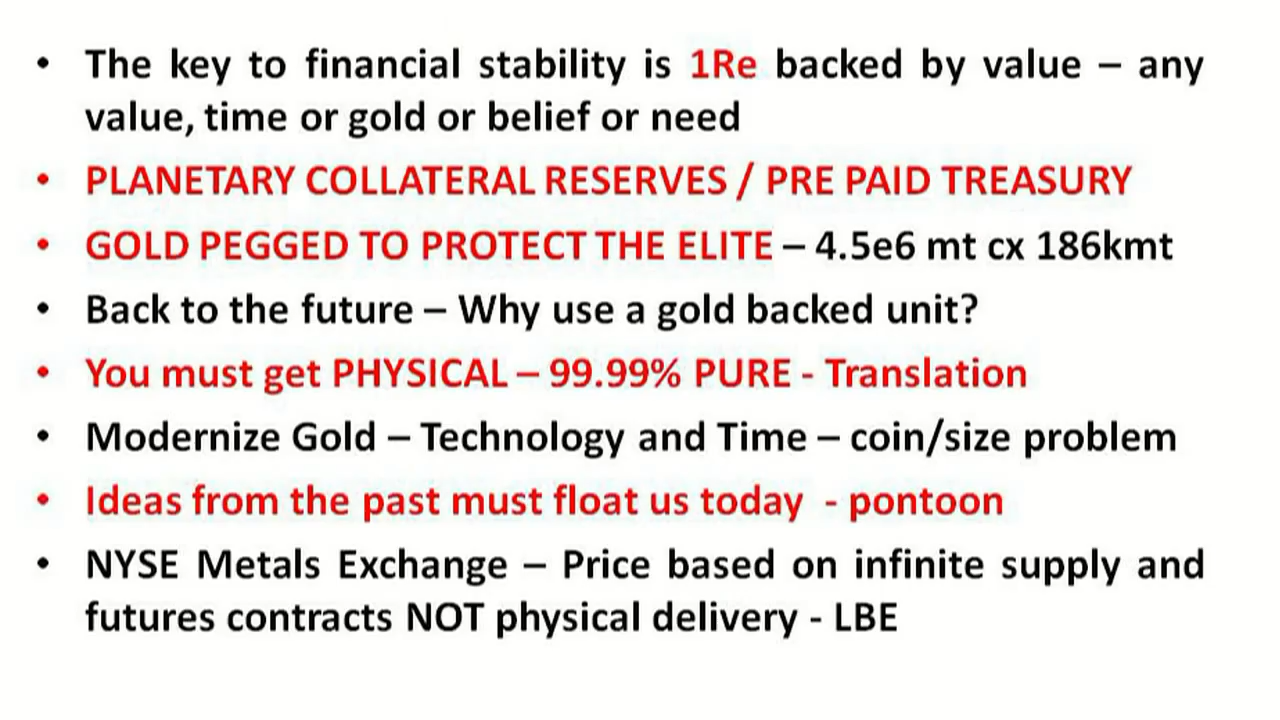 • The key to financial stability is 1Re backed by value – any
value, time or gold or belief or need
• PLANETARY COLLATERAL RESERVES / PRE PAID TREASURY
• GOLD PEGGED TO PROTECT THE ELITE – 4.5e6 mt cx 186kmt
• Back to the future – Why use a gold backed unit?
• You must get PHYSICAL – 99.99% PURE - Translation
• Modernize Gold – Technology and Time – coin/size problem
• Ideas from the past must float us today - pontoon
• NYSE Metals Exchange – Price based on infinite supply and
futures contracts NOT physical delivery - LBE